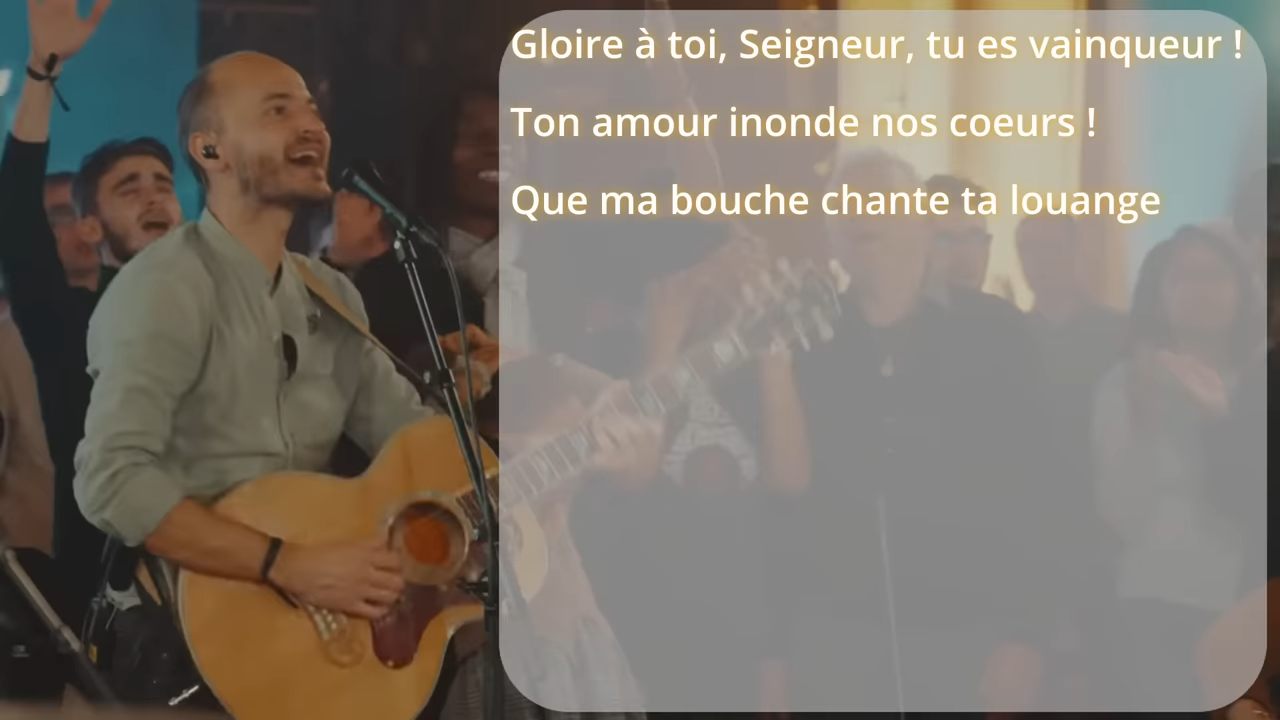 Gloire à toi, Seigneur, tu es vainqueur !
Ton amour inonde nos coeurs !
Que ma bouche chante ta louange